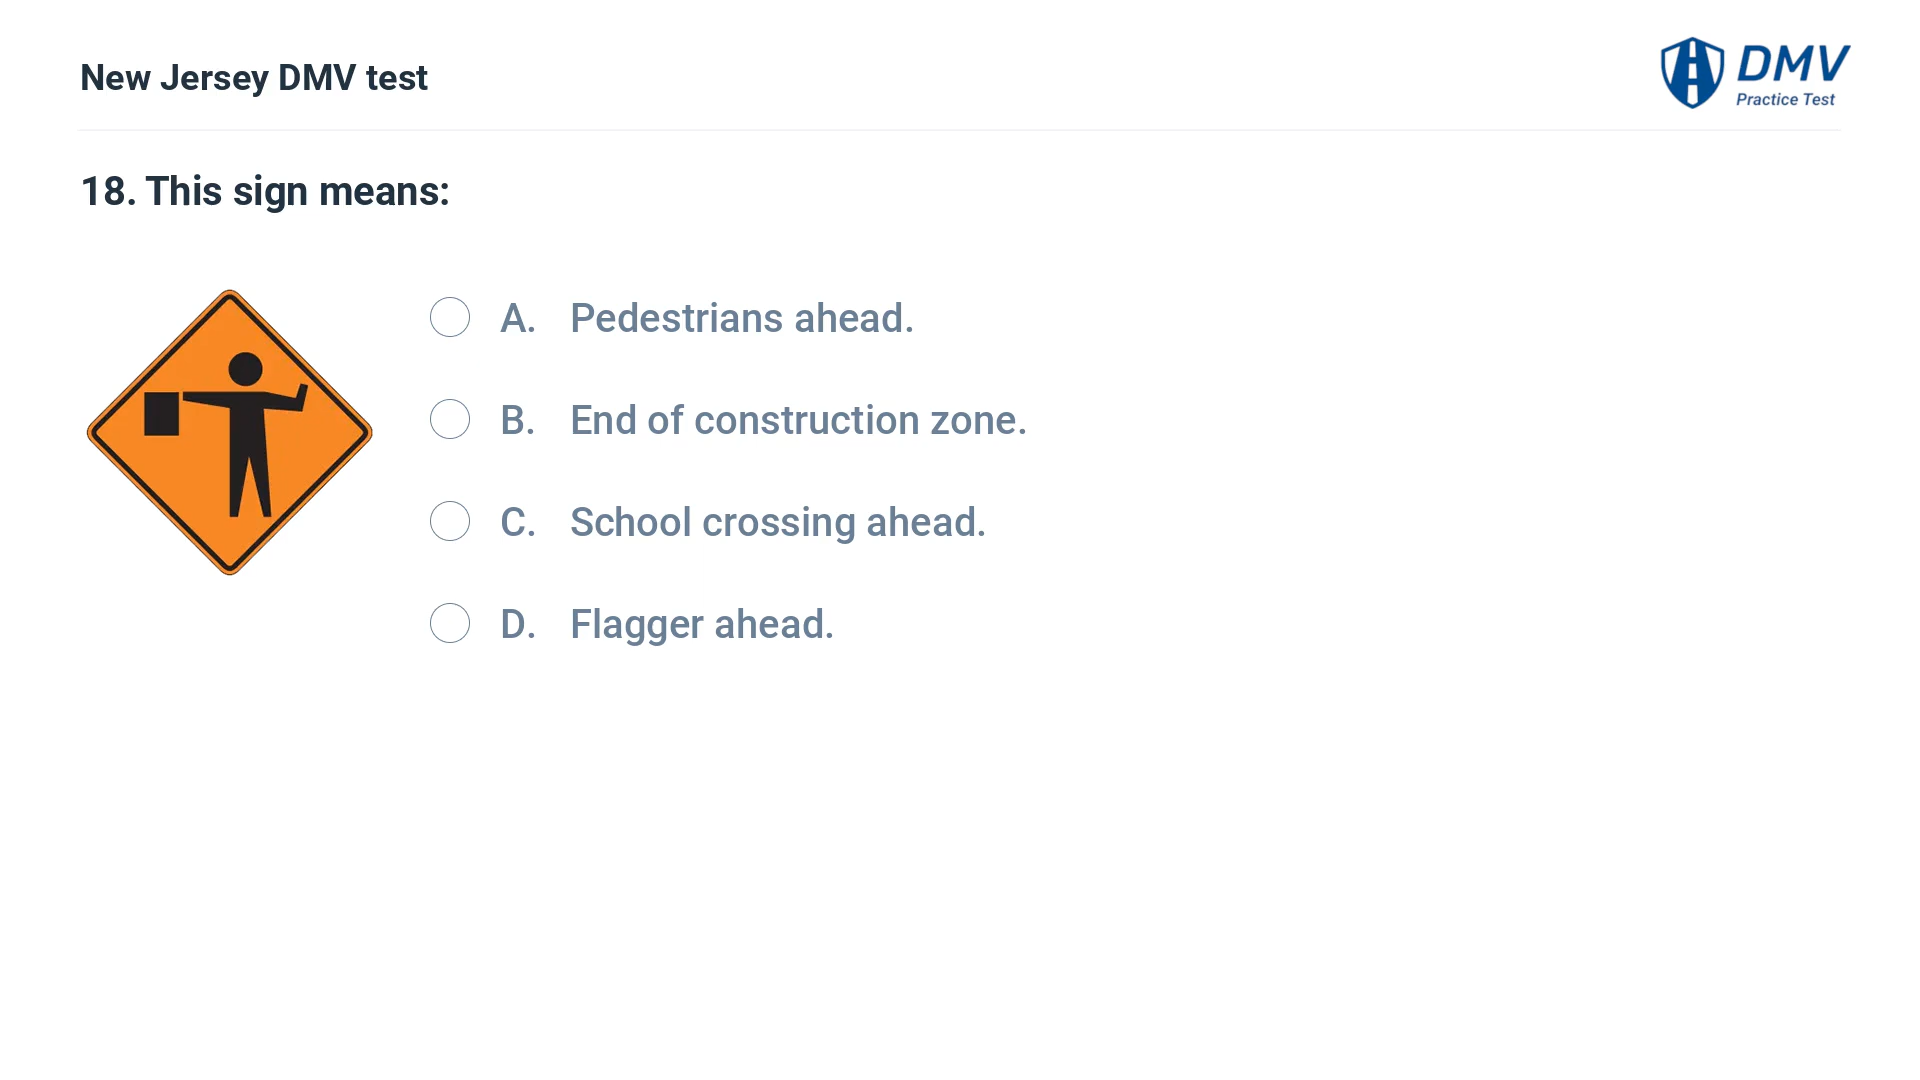 New Jersey DMV test
DMV
Practice Test
18. This sign means:
A. Pedestrians ahead.
B. End of construction zone.
C. School crossing ahead.
D. Flagger ahead.